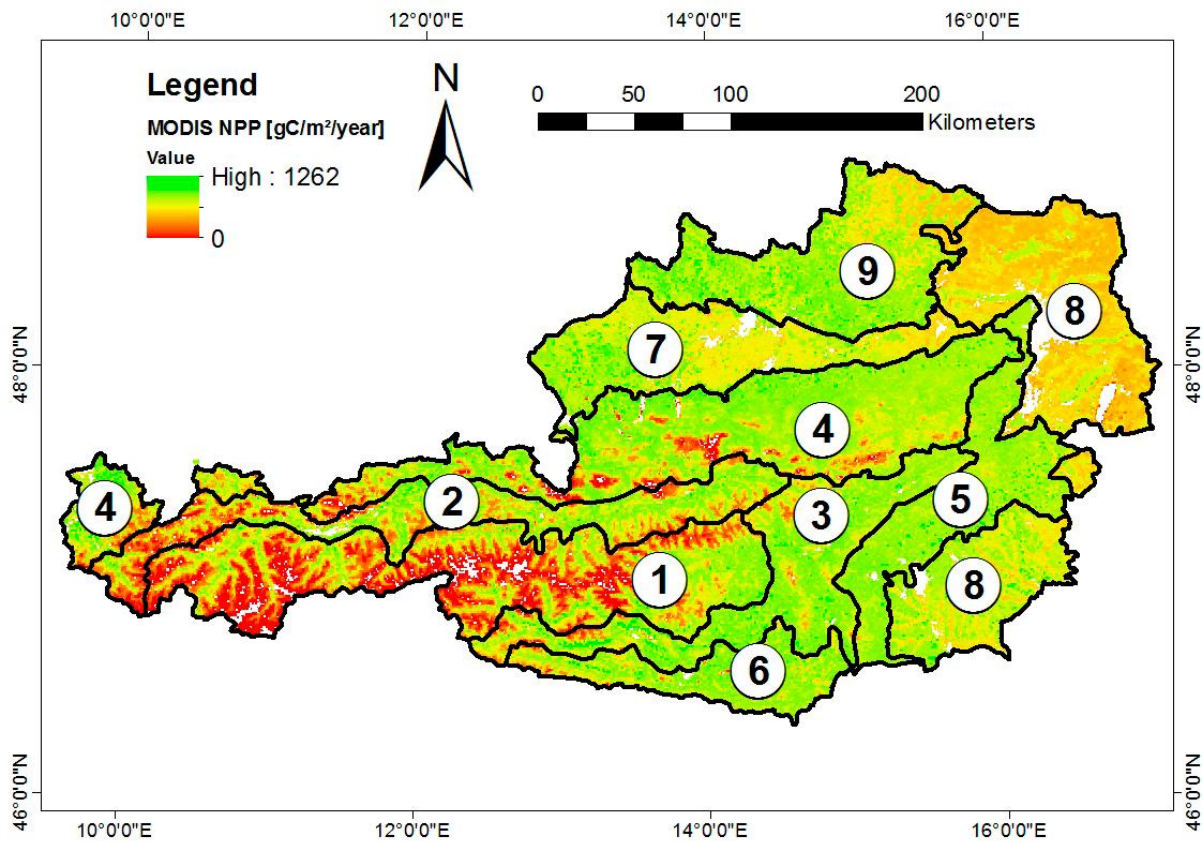 10°0'0"E 12°0'0"E 14°0'0"E 16°0'0"E
Legend
MODIS NPP [gC/m²/year]
Value
High : 1262
0
N
0 50 100 200
Kilometers
48°0'0"N
48°0'0"N
46°0'0"N
46°0'0"N
9
8
7
4
4
2
3
5
1
8
6
10°0'0"E 12°0'0"E 14°0'0"E 16°0'0"E